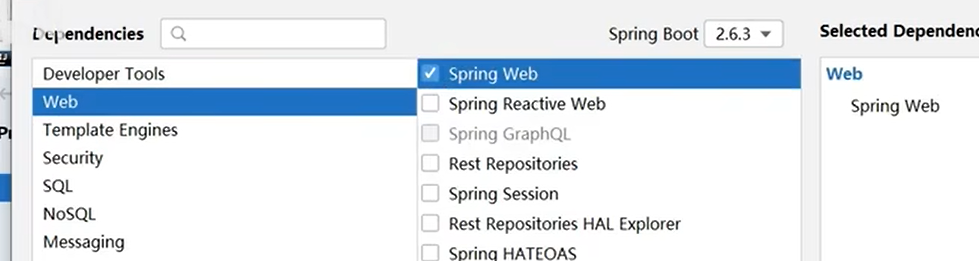 Dependencies
Spring Boot 2.6.3
Selected Dependenc
Developer Tools
Web
Template Engines
Security
SQL
NoSQL
Messaging
Spring Web
Spring Reactive Web
Spring GraphQL
Rest Repositories
Spring Session
Rest Repositories HAL Explorer
Spring HATEOAS
Web
Spring Web